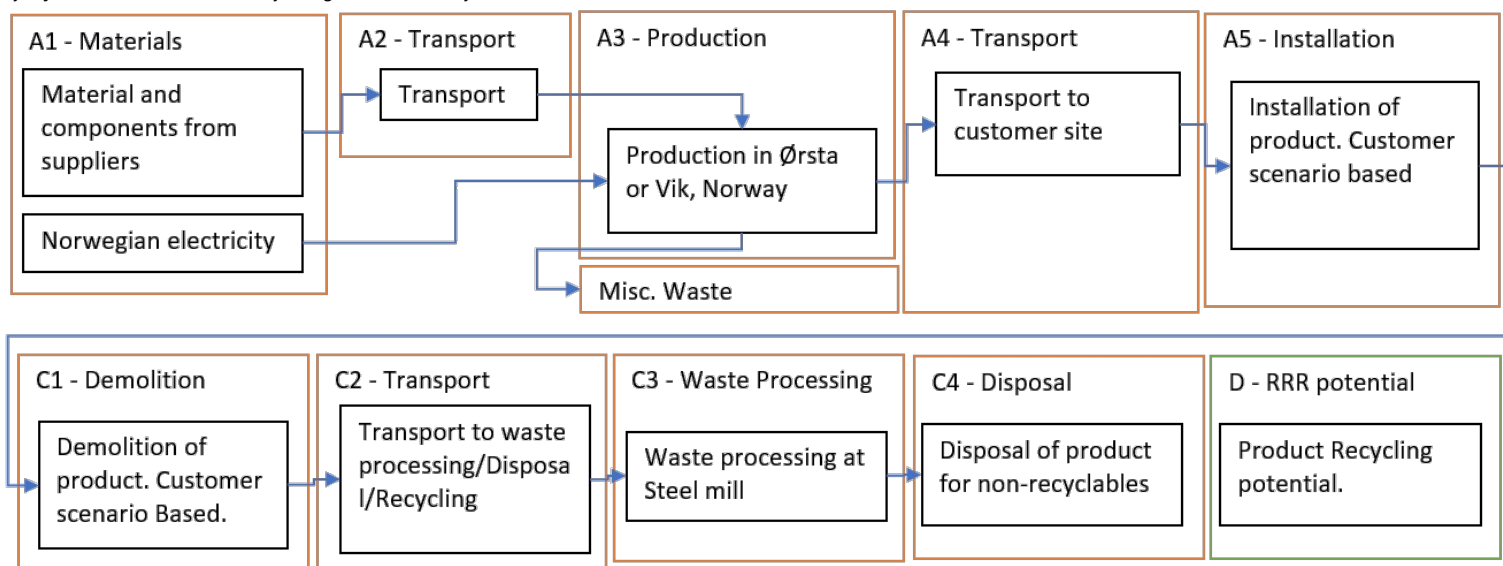 A1 - Materials
Material and
components from
suppliers
Norwegian electricity
A2 - Transport
Transport
A3 - Production
Production in Ørsta
or Vik, Norway
Misc. Waste
A4 - Transport
Transport to
customer site
A5 - Installation
Installation of
product. Customer
scenario based
C1 - Demolition
Demolition of
product. Customer
scenario Based.
C2 - Transport
Transport to waste
processing/Disposa
l/Recycling
C3 - Waste Processing
Waste processing at
Steel mill
C4 - Disposal
Disposal of product
for non-recyclables
D - RRR potential
Product Recycling
potential.